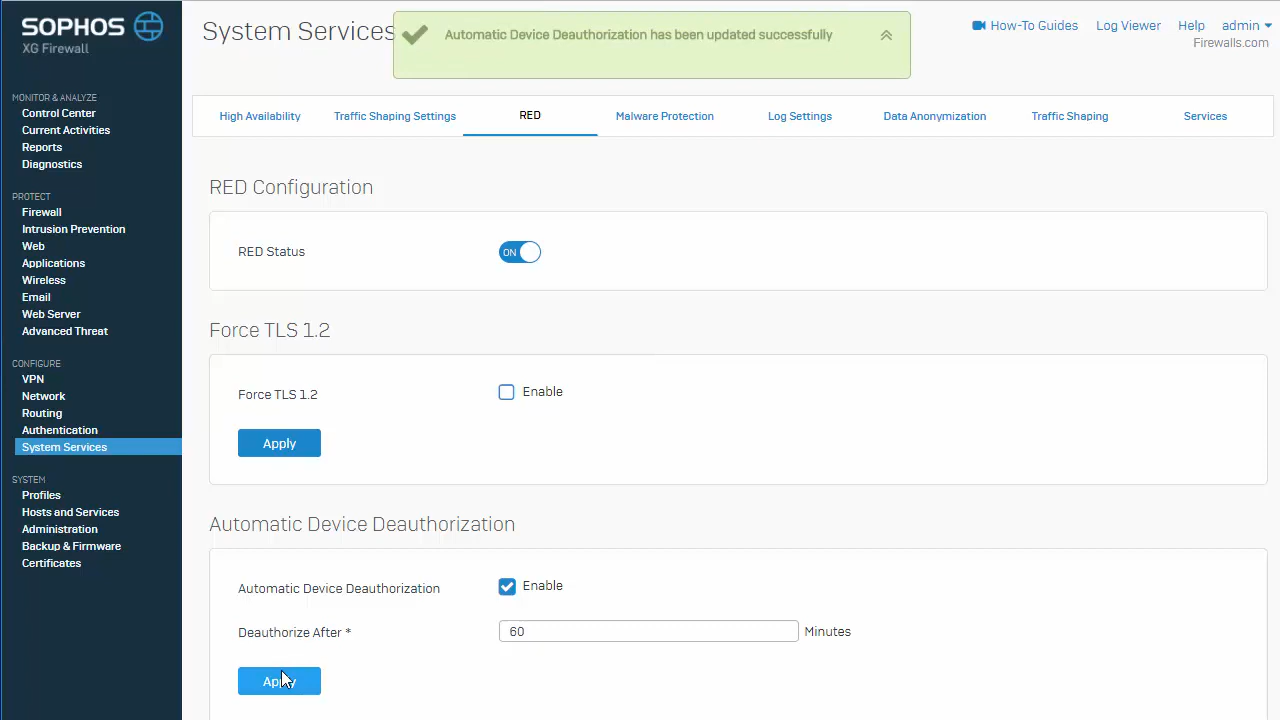 SOPHOS
XG Firewall
MONITOR & ANALYZE
Control Center
Current Activities
Reports
Diagnostics
PROTECT
Firewall
Intrusion Prevention
Web
Applications
Wireless
Email
Web Server
Advanced Threat
CONFIGURE
VPN
Network
Routing
Authentication
System Services
SYSTEM
Profiles
Hosts and Services
Administration
Backup & Firmware
Certificates
System Services
Automatic Device Deauthorization has been updated successfully
How-To Guides Log Viewer Help admin
Firewalls.com
High Availability Traffic Shaping Settings RED Malware Protection Log Settings Data Anonymization Traffic Shaping Services
RED Configuration
RED Status ON
Force TLS 1.2
Force TLS 1.2 Enable
Apply
Automatic Device Deauthorization
Automatic Device Deauthorization Enable
Deauthorize After * 60 Minutes
Apply